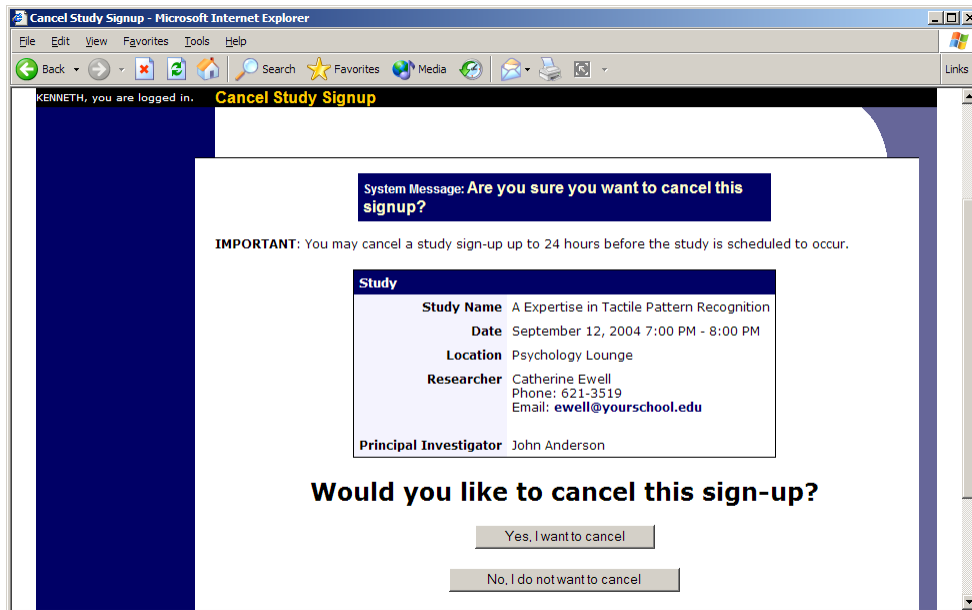 Cancel Study Signup - Microsoft Internet Explorer
File Edit View Favorites Tools Help
Back Search Favorites Media Links
KENNETH, you are logged in. Cancel Study Signup
System Message: Are you sure you want to cancel this
signup?
IMPORTANT: You may cancel a study sign-up up to 24 hours before the study is scheduled to occur.
Study
Study Name A Expertise in Tactile Pattern Recognition
Date September 12, 2004 7:00 PM - 8:00 PM
Location Psychology Lounge
Researcher Catherine Ewell
Phone: 621-3519
Email: ewell@yourschool.edu
Principal Investigator John Anderson
Would you like to cancel this sign-up?
Yes, I want to cancel
No, I do not want to cancel